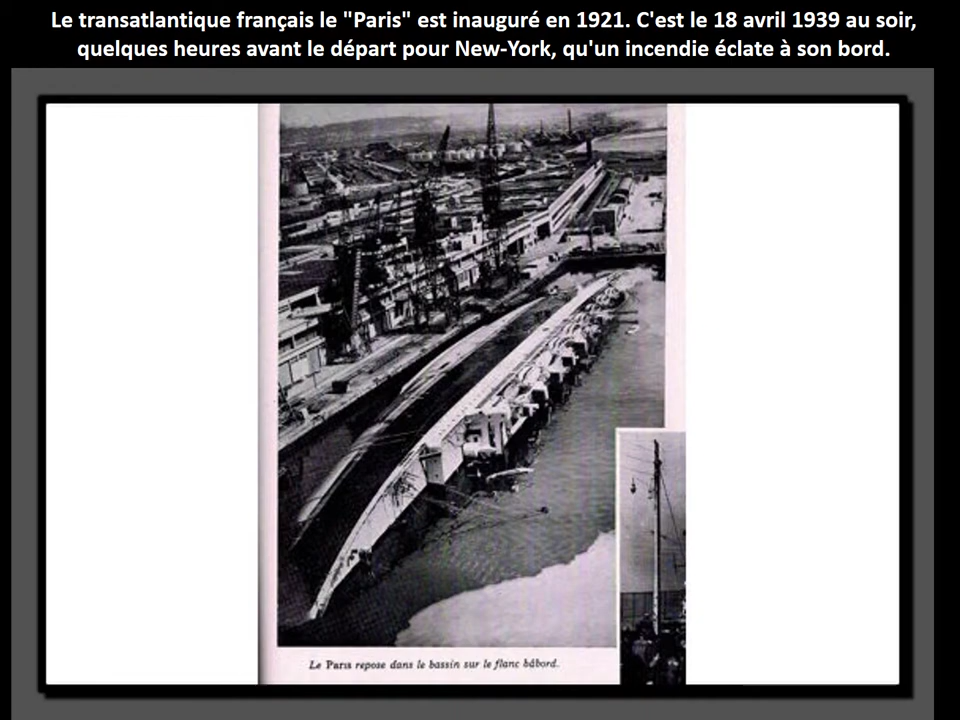 Le transatlantique français le "Paris" est inauguré en 1921. C'est le 18 avril 1939 au soir,
quelques heures avant le départ pour New-York, qu'un incendie éclate à son bord.
Le Paris repose dans le bassin sur le flanc bâbord.